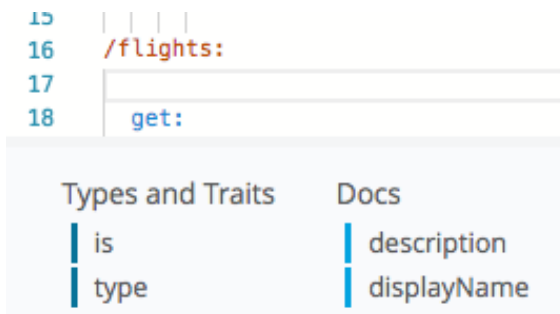 15
16 /flights:
17
18 get:
Types and Traits Docs
is description
type displayName